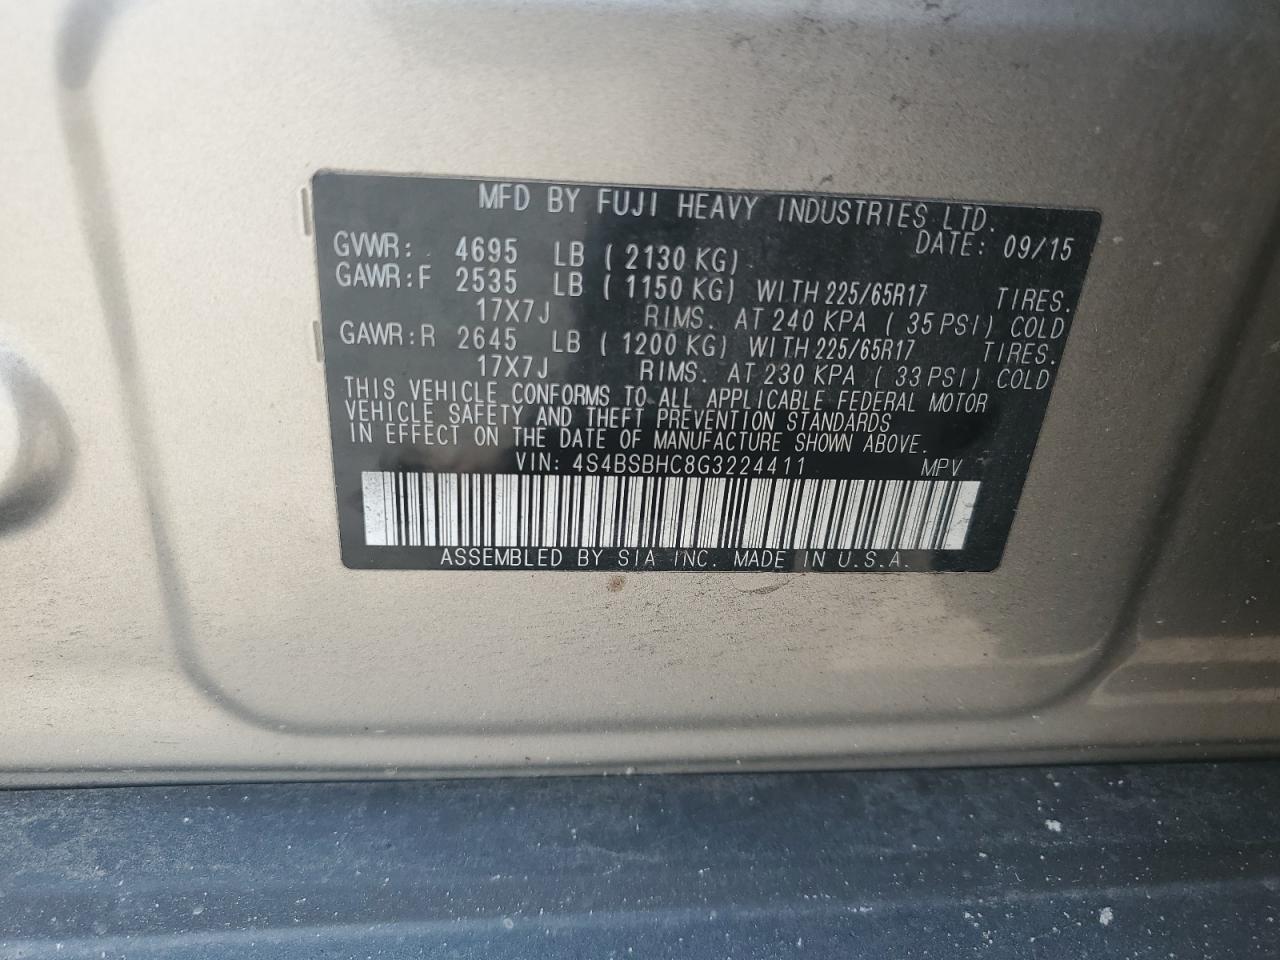 MFD BY FUJI HEAVY INDUSTRIES LTD.
DATE: 09/15
GVWR: 4695 LB ( 2130 KG)
GAWR:F 2535 LB ( 1150 KG) WITH 225/65R17 TIRES.
17X7J RIMS. AT 240 KPA ( 35 PSI) COLD
GAWR:R 2645 LB ( 1200 KG) WITH 225/65R17 TIRES.
17X7J RIMS. AT 230 KPA ( 33 PSI) COLD
THIS VEHICLE CONFORMS TO ALL APPLICABLE FEDERAL MOTOR
VEHICLE SAFETY AND THEFT PREVENTION STANDARDS
IN EFFECT ON THE DATE OF MANUFACTURE SHOWN ABOVE.
VIN: 4S4BSBHC8G3224411 MPV
ASSEMBLED BY SIA INC. MADE IN U.S.A.